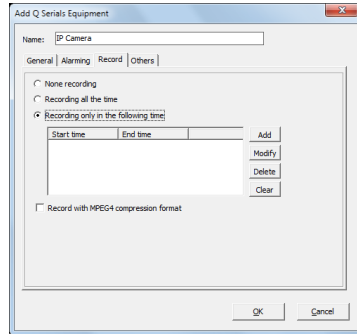 Add Q Serials Equipment
Name: IP Camera
General Alarming Record Others
None recording
Recording all the time
Recording only in the following time
Start time End time
Add
Modify
Delete
Clear
Record with MPEG4 compression format
OK Cancel